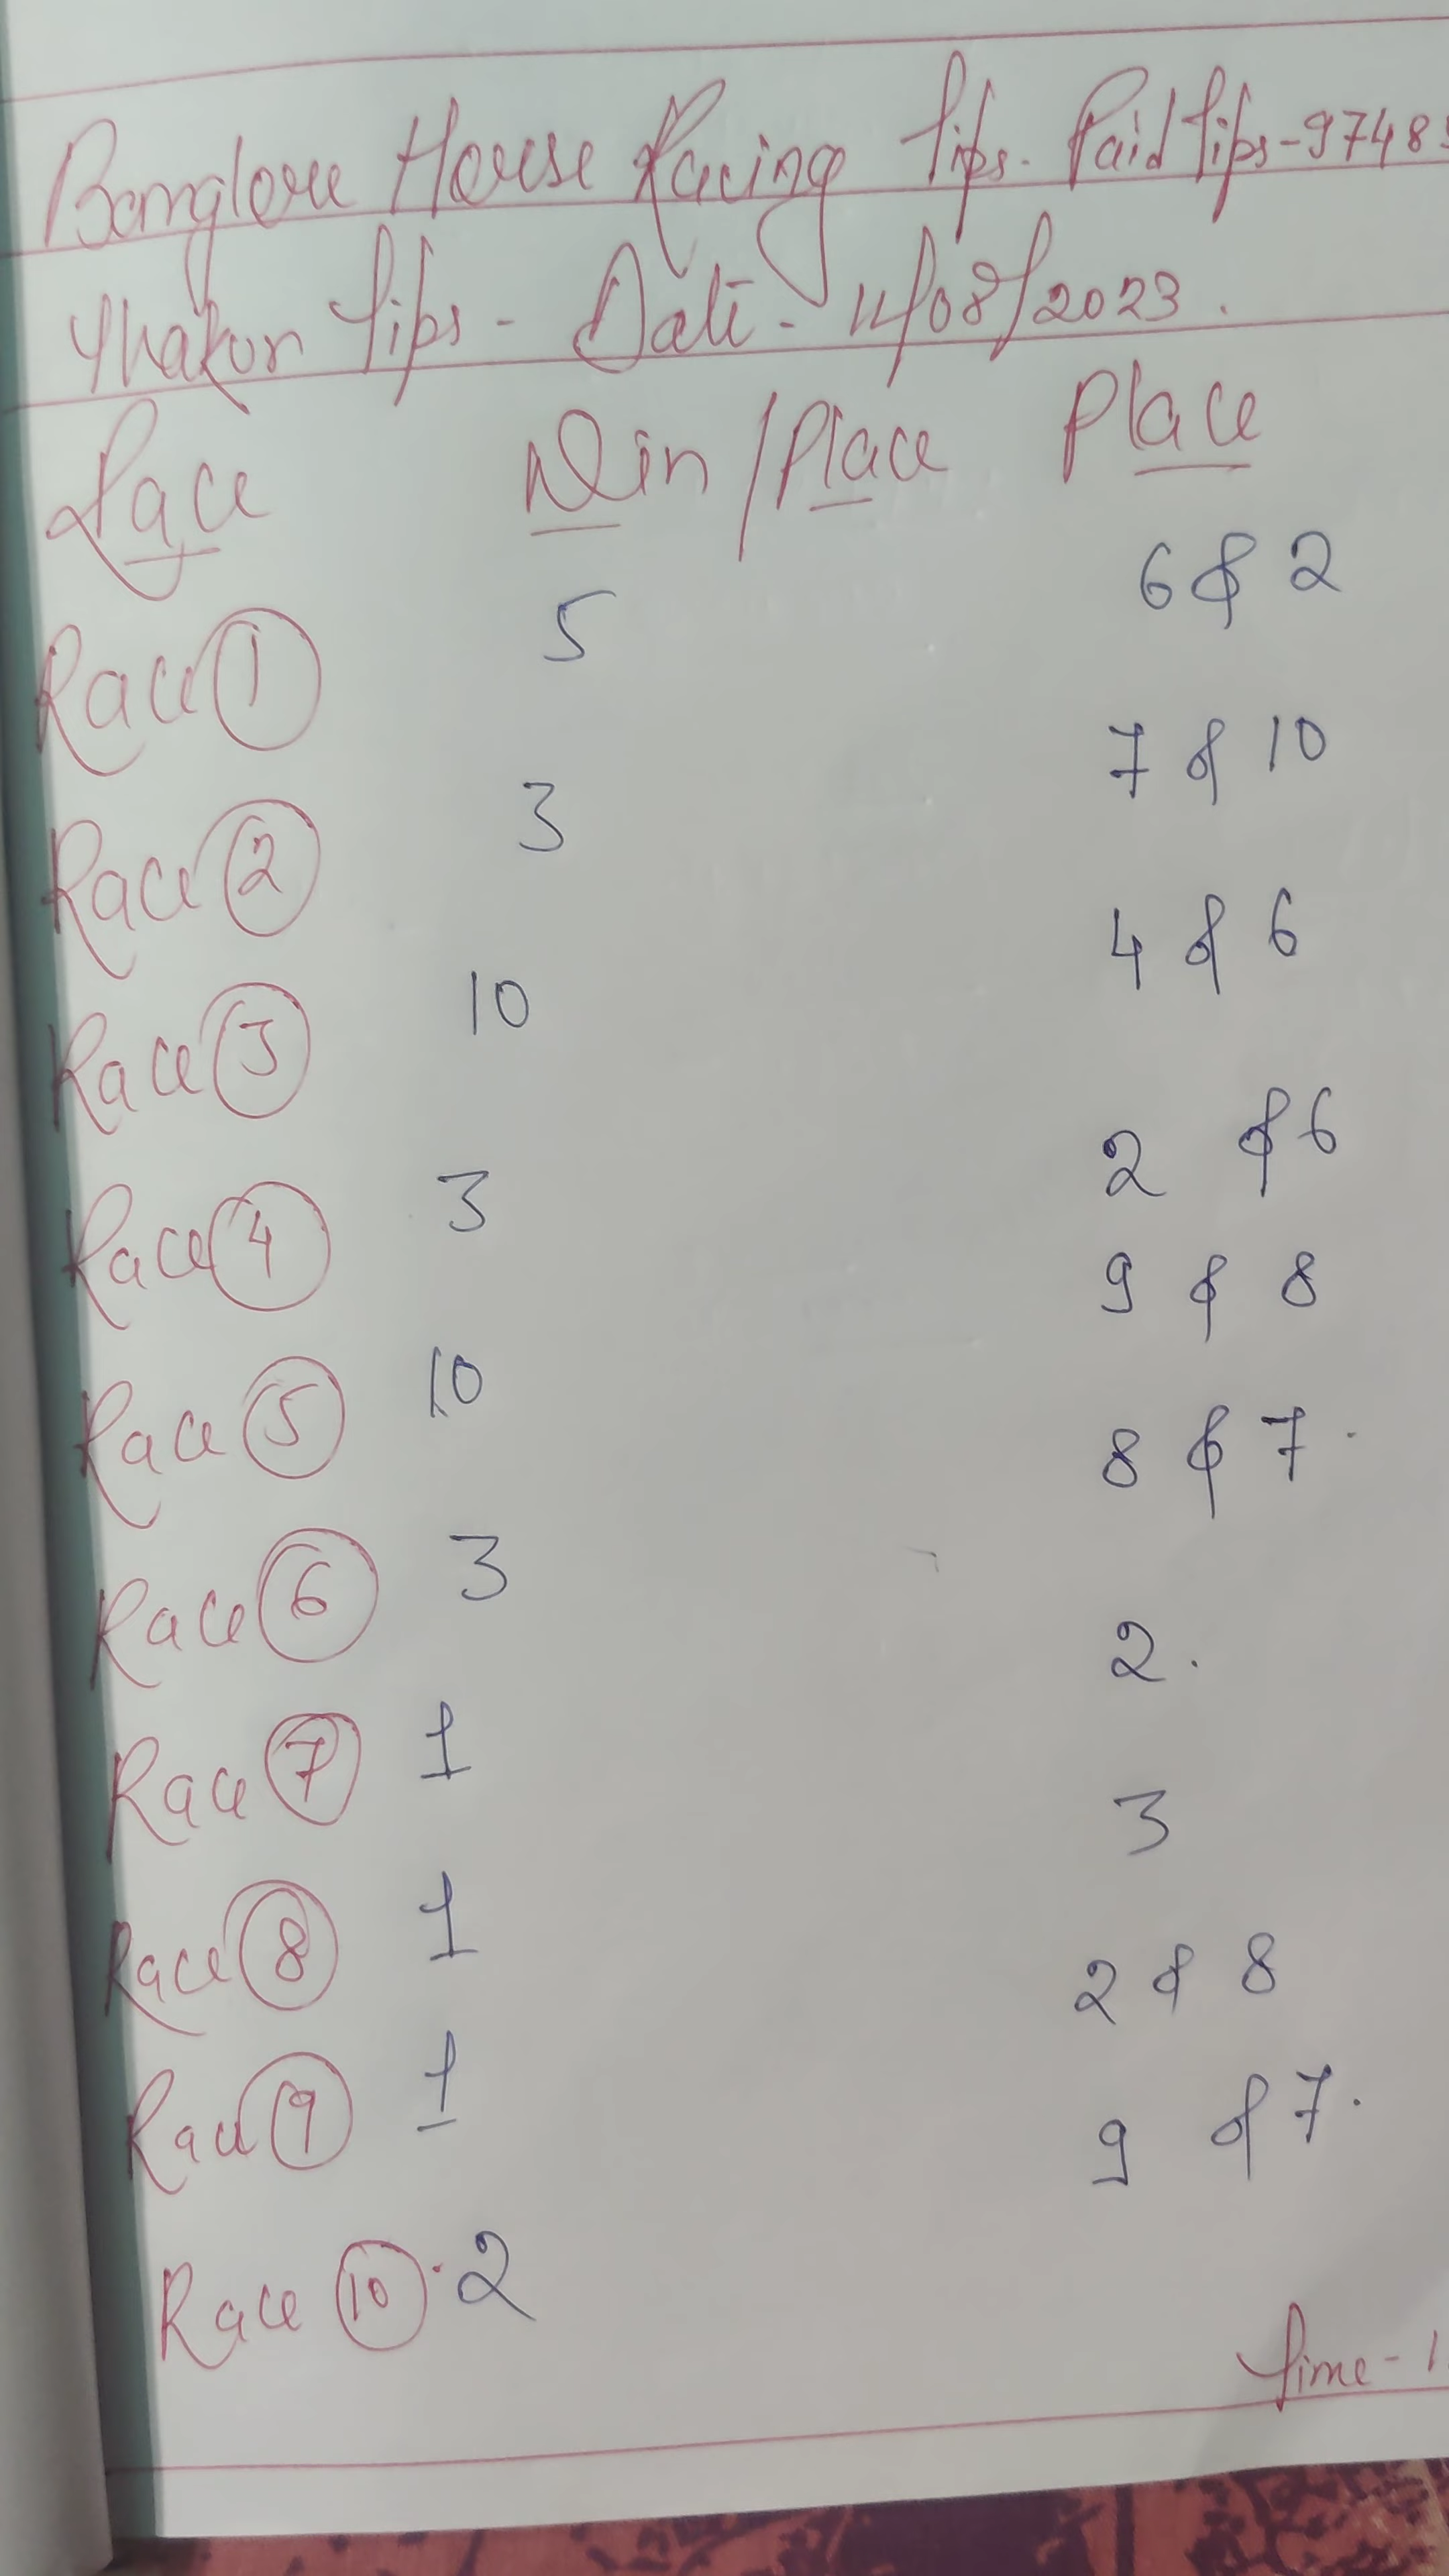 Banglore Horse Racing Tips. Paid Tips - 9748
Thakur Tips - Date - 11/08/2023.
Race Win/Place Place
Race 1 5 6 & 2
Race 2 3 7 & 10
Race 3 10 4 & 6
Race 4 3 2 & 6
Race 5 10 9 & 8
Race 6 3 8 & 7.
Race 7 1 2.
Race 8 1 3
Race 9 1 2 & 8
Race 10. 2 9 & 7.
Time - 1